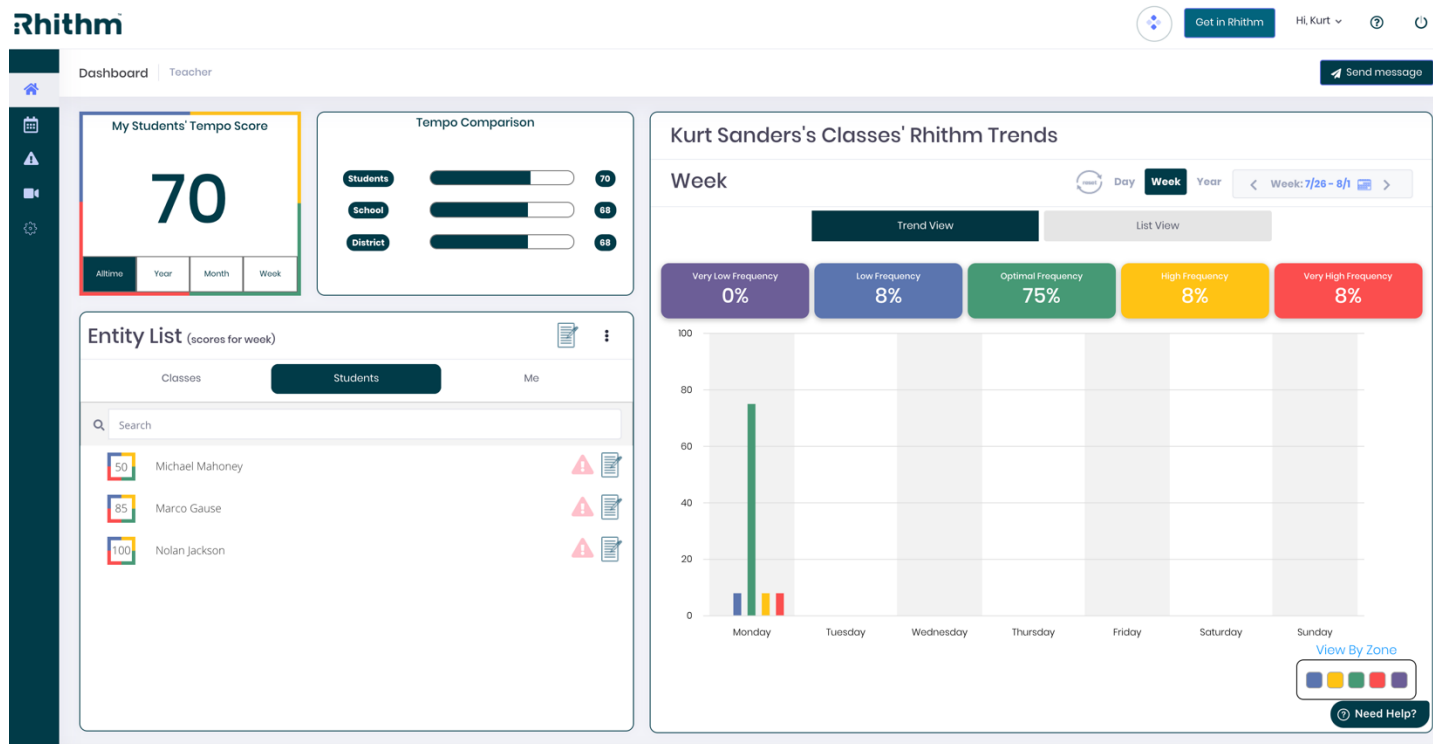 Rhithm
Get in Rhithm
Hi, Kurt
Dashboard
Teacher
Send message
My Students' Tempo Score
70
Alltime
Year
Month
Week
Tempo Comparison
Students
70
School
68
District
68
Entity List (scores for week)
Classes
Students
Me
Search
50
Michael Mahoney
85
Marco Gause
100
Nolan Jackson
Kurt Sanders's Classes' Rhithm Trends
Week
Day
Week
Year
Week: 7/26 - 8/1
Trend View
List View
Very Low Frequency
0%
Low Frequency
8%
Optimal Frequency
75%
High Frequency
8%
Very High Frequency
8%
100
80
60
40
20
0
Monday
Tuesday
Wednesday
Thursday
Friday
Saturday
Sunday
View By Zone
Need Help?